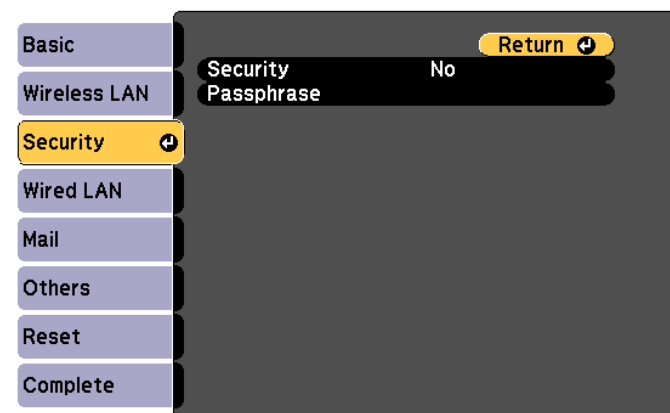 Basic
Wireless LAN
Security
Wired LAN
Mail
Others
Reset
Complete
Return
Security No
Passphrase